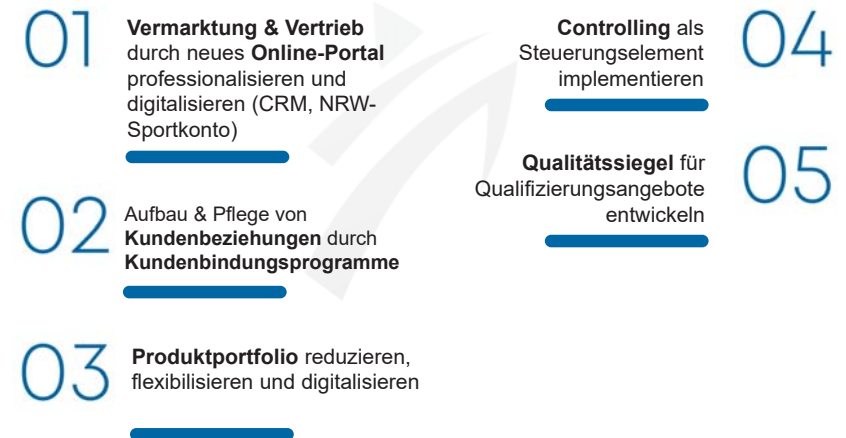 01
Vermarktung & Vertrieb
durch neues Online-Portal
professionalisieren und
digitalisieren (CRM, NRW-
Sportkonto)
02
Aufbau & Pflege von
Kundenbeziehungen durch
Kundenbindungsprogramme
03
Produktportfolio reduzieren,
flexibilisieren und digitalisieren
04
Controlling als
Steuerungselement
implementieren
05
Qualitätssiegel für
Qualifizierungsangebote
entwickeln